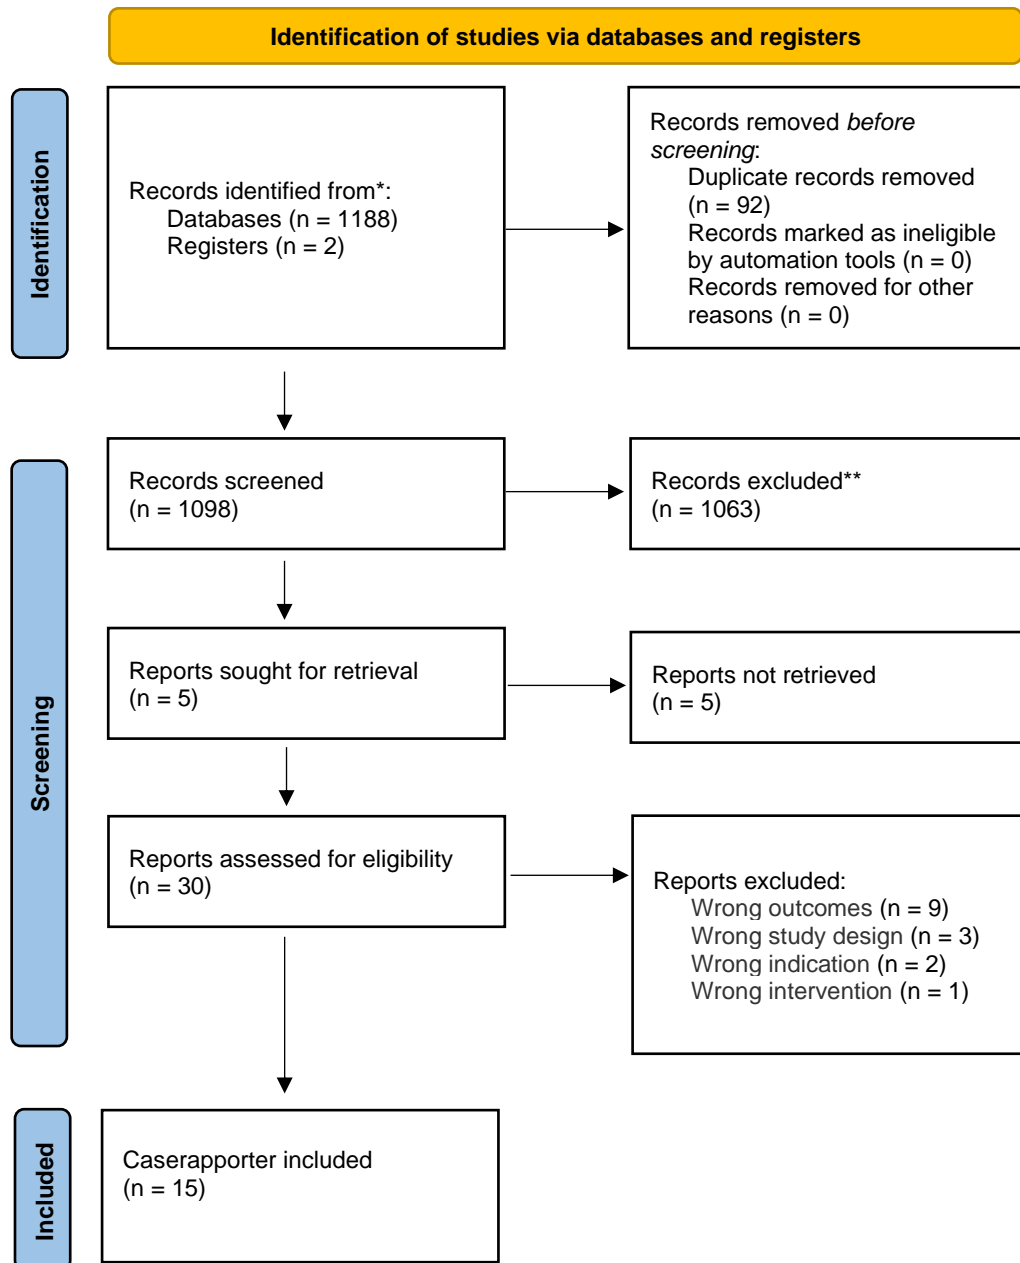 Identification of studies via databases and registers
Identification
Records identified from*:
Databases (n = 1188)
Registers (n = 2)
Records removed before
screening:
Duplicate records removed
(n = 92)
Records marked as ineligible
by automation tools (n = 0)
Records removed for other
reasons (n = 0)
Screening
Records screened
(n = 1098)
Records excluded**
(n = 1063)
Reports sought for retrieval
(n = 5)
Reports not retrieved
(n = 5)
Reports assessed for eligibility
(n = 30)
Reports excluded:
Wrong outcomes (n = 9)
Wrong study design (n = 3)
Wrong indication (n = 2)
Wrong intervention (n = 1)
Included
Caserapporter included
(n = 15)